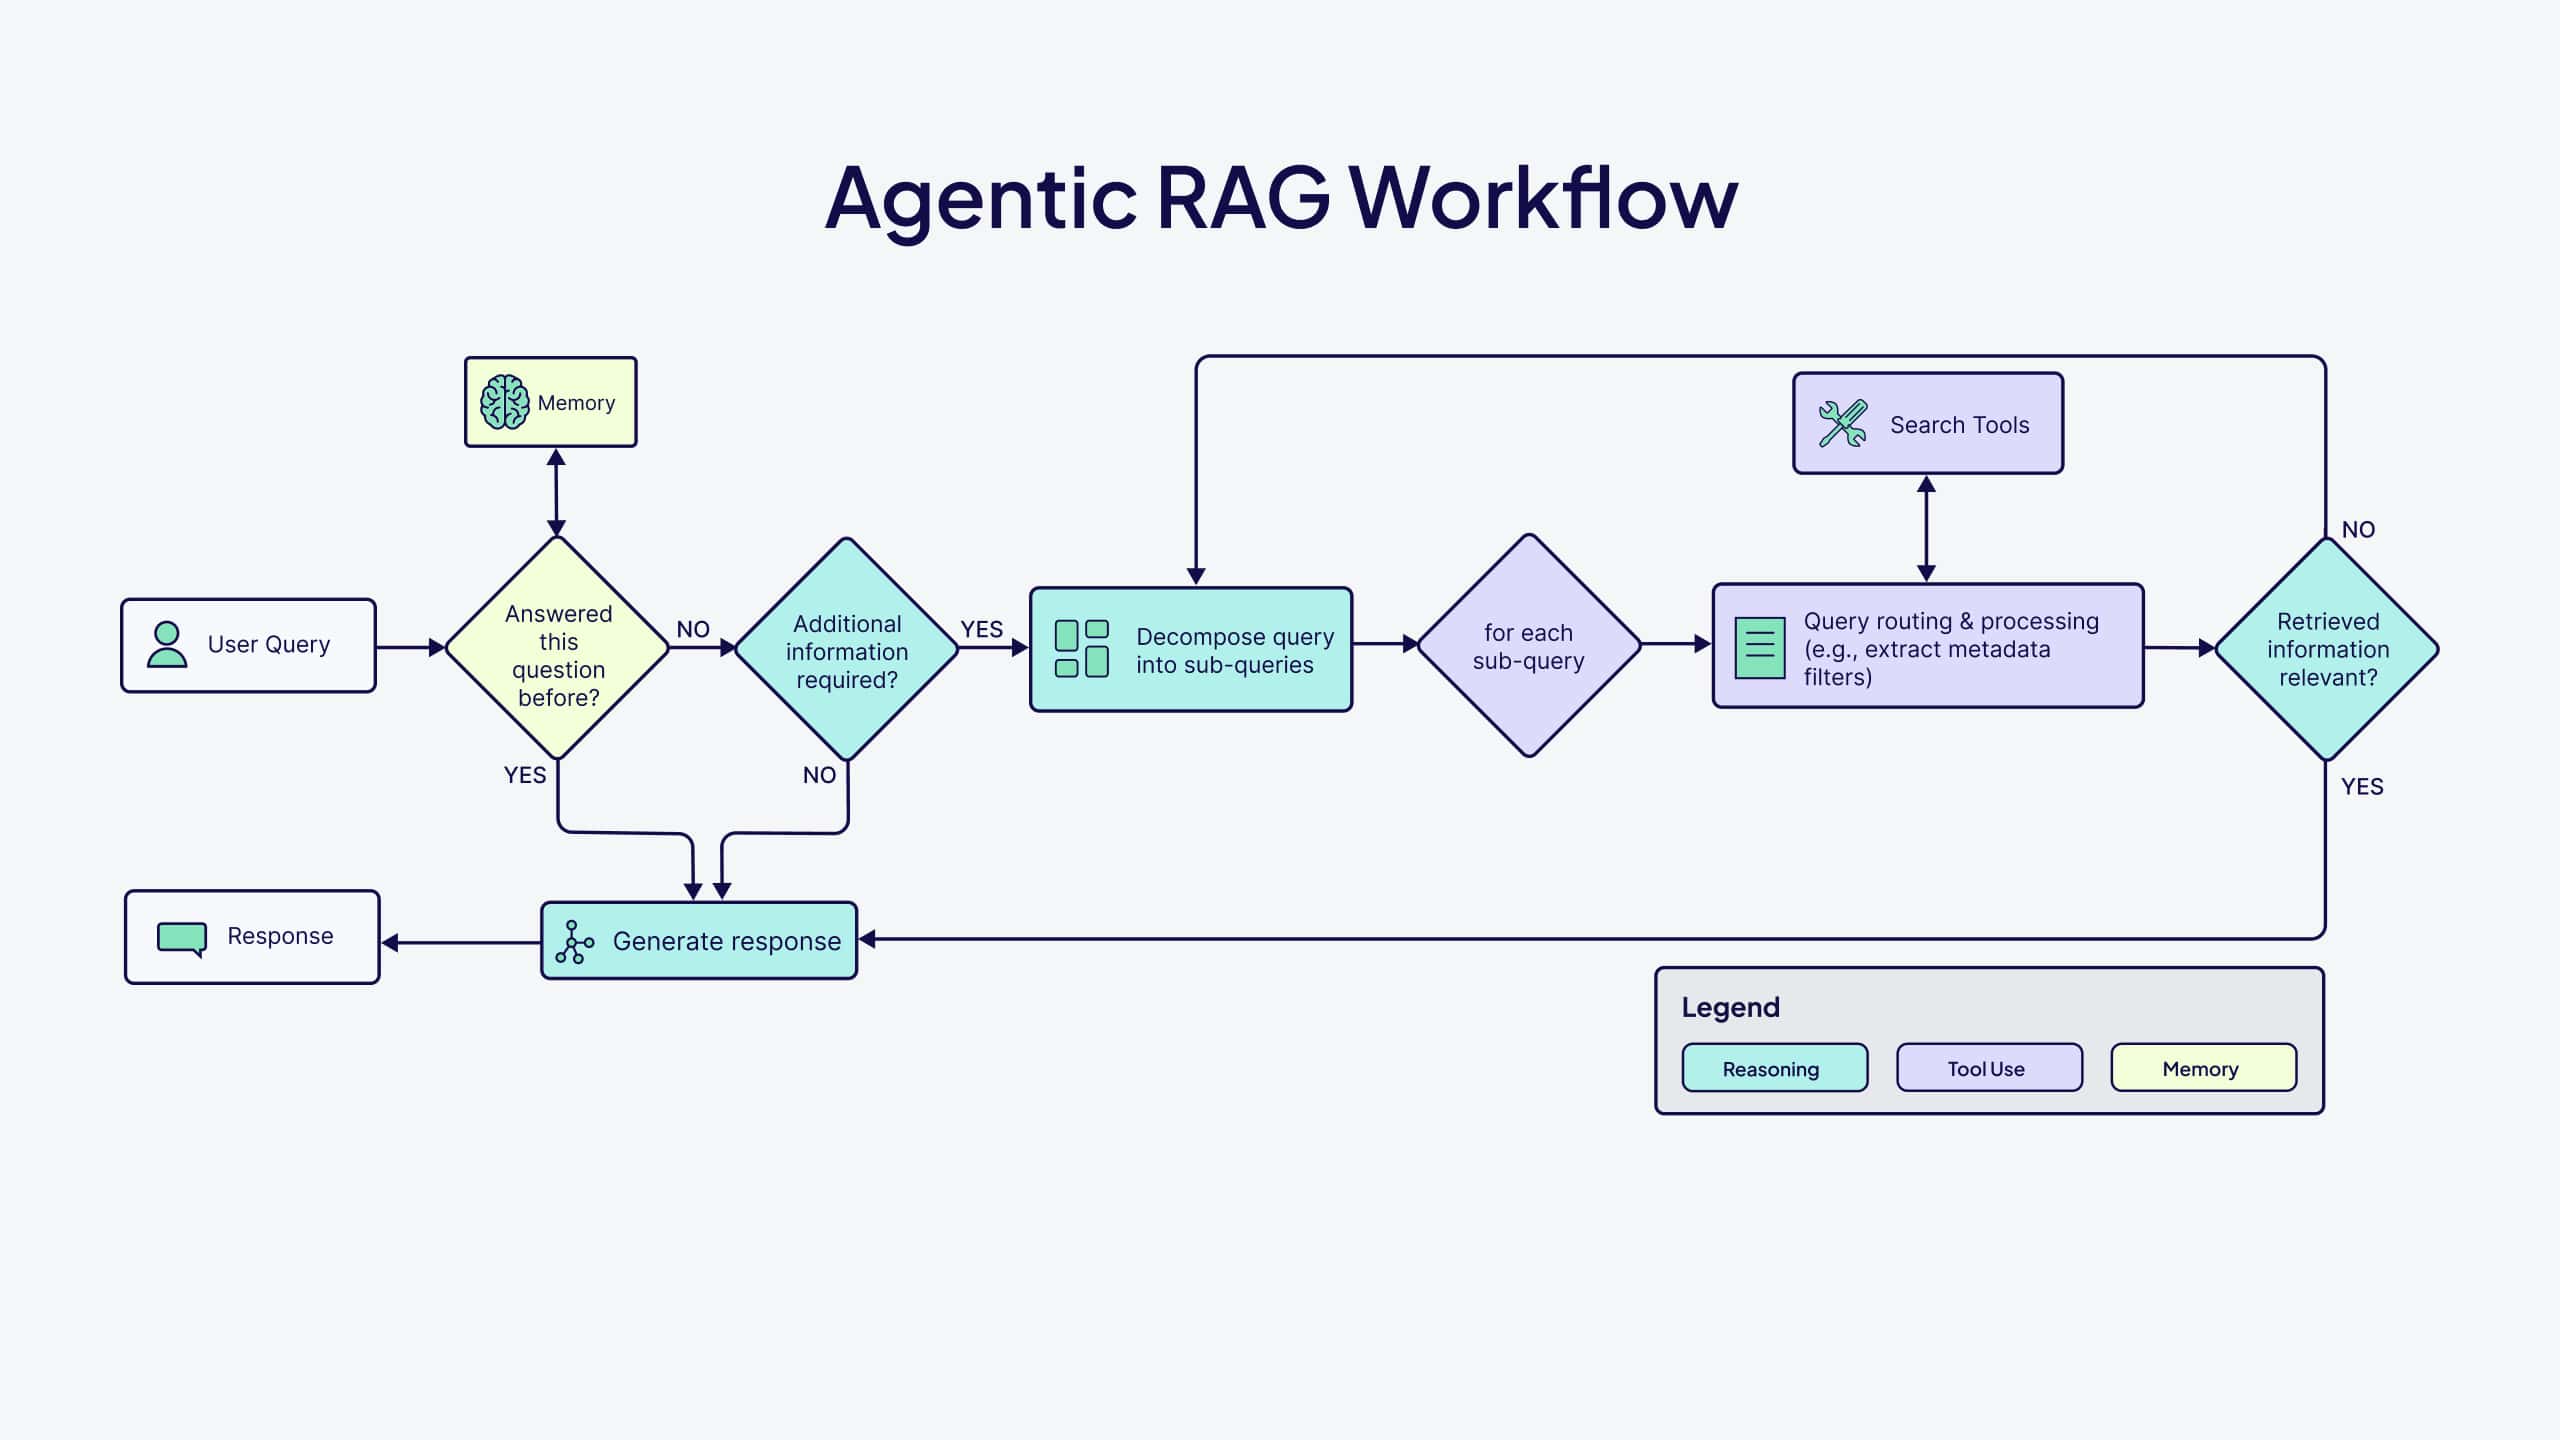 Agentic RAG Workflow
Memory
Search Tools
NO
User Query
Answered
this
question
before?
NO
Additional
information
required?
YES
Decompose query
into sub-queries
for each
sub-query
Query routing & processing
(e.g., extract metadata
filters)
Retrieved
information
relevant?
YES
NO
YES
Response
Generate response
Legend
Reasoning
Tool Use
Memory